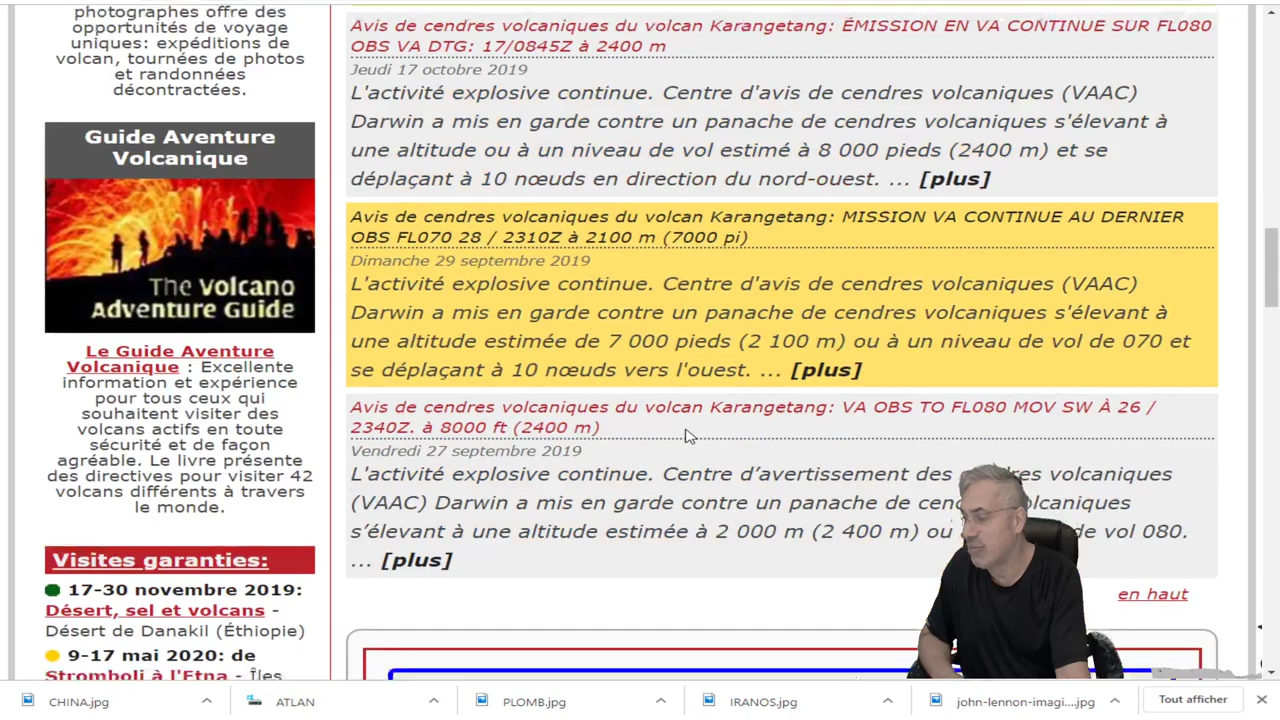 photographes offre des
opportunités de voyage
uniques: expéditions de
volcan, tournées de photos
et randonnées
décontractées.
Guide Aventure
Volcanique
The Volcano
Adventure Guide
Le Guide Aventure
Volcanique : Excellente
information et expérience
pour tous ceux qui
souhaitent visiter des
volcans actifs en toute
sécurité et de façon
agréable. Le livre présente
des directives pour visiter 42
volcans différents à travers
le monde.
Visites garanties:
17-30 novembre 2019:
Désert, sel et volcans -
Désert de Danakil (Éthiopie)
9-17 mai 2020: de
Stromboli à l'Etna - Îles
Avis de cendres volcaniques du volcan Karangetang: ÉMISSION EN VA CONTINUE SUR FL080
OBS VA DTG: 17/0845Z à 2400 m
Jeudi 17 octobre 2019
L'activité explosive continue. Centre d'avis de cendres volcaniques (VAAC)
Darwin a mis en garde contre un panache de cendres volcaniques s'élevant à
une altitude ou à un niveau de vol estimé à 8 000 pieds (2400 m) et se
déplaçant à 10 nœuds en direction du nord-ouest. ... [plus]
Avis de cendres volcaniques du volcan Karangetang: MISSION VA CONTINUE AU DERNIER
OBS FL070 28 / 2310Z à 2100 m (7000 pi)
Dimanche 29 septembre 2019
L'activité explosive continue. Centre d'avis de cendres volcaniques (VAAC)
Darwin a mis en garde contre un panache de cendres volcaniques s'élevant à
une altitude estimée de 7 000 pieds (2 100 m) ou à un niveau de vol de 070 et
se déplaçant à 10 nœuds vers l'ouest. ... [plus]
Avis de cendres volcaniques du volcan Karangetang: VA OBS TO FL080 MOV SW À 26 /
2340Z. à 8000 ft (2400 m)
Vendredi 27 septembre 2019
L'activité explosive continue. Centre d’avertissement des cendres volcaniques
(VAAC) Darwin a mis en garde contre un panache de cendres volcaniques
s’élevant à une altitude estimée à 2 000 m (2 400 m) ou de vol 080.
... [plus]
en haut
CHINA.jpg
ATLAN
PLOMB.jpg
IRANOS.jpg
john-lennon-imagi....jpg
Tout afficher